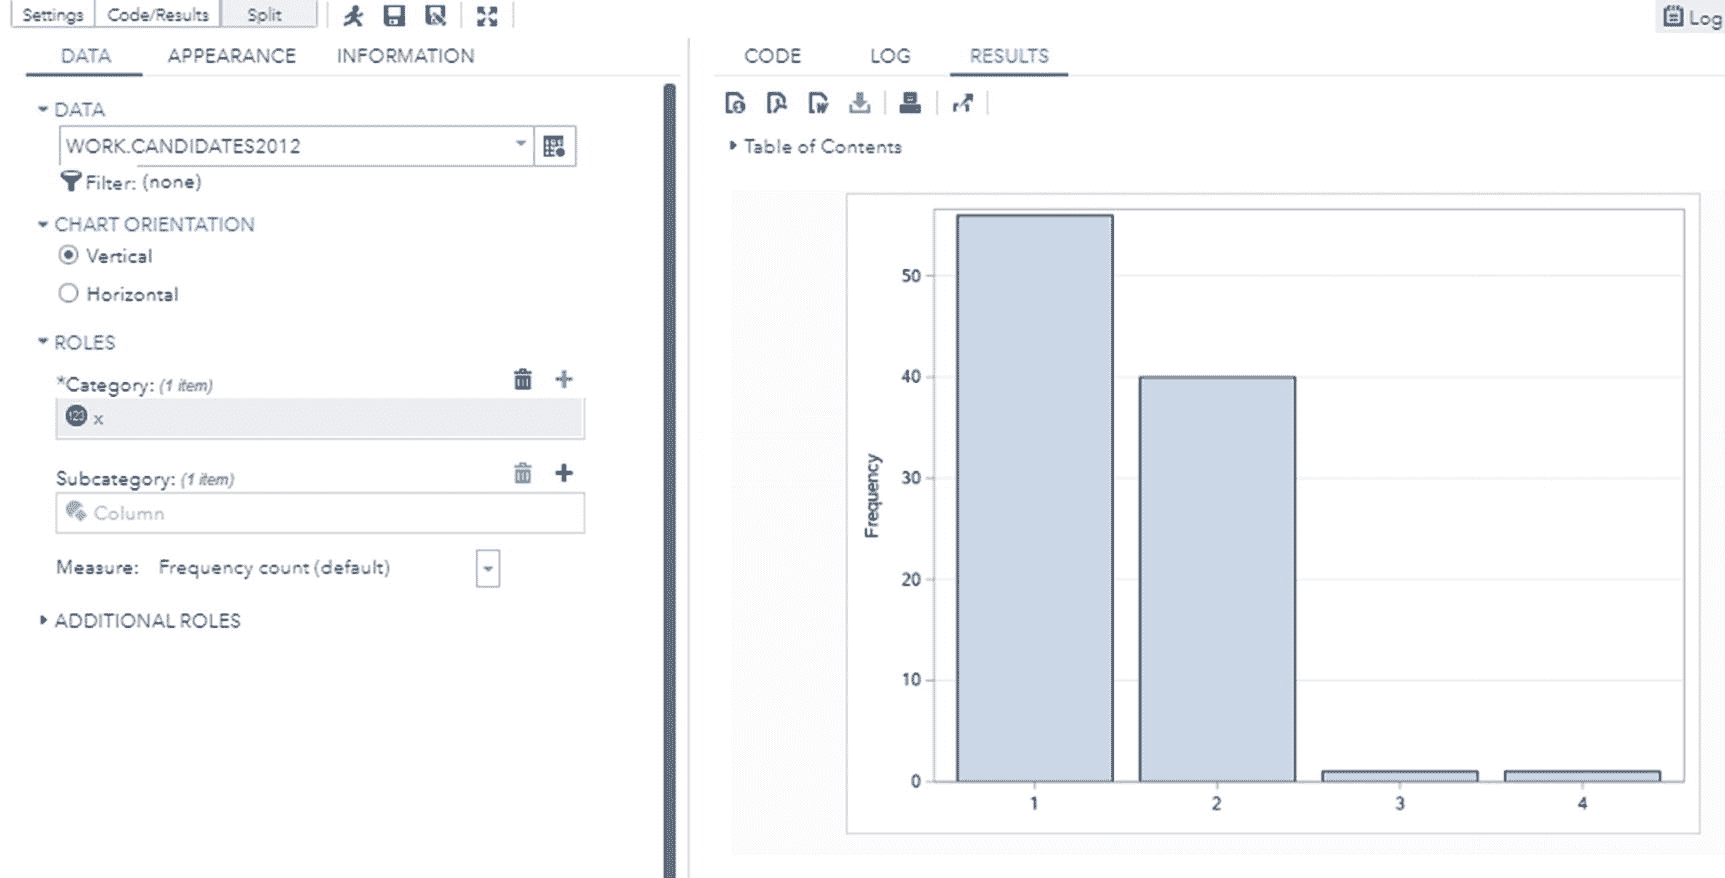 Settings Code/Results Split Log
DATA APPEARANCE INFORMATION
DATA
WORK.CANDIDATES2012
Filter: (none)
CHART ORIENTATION
Vertical
Horizontal
ROLES
*Category: (1 item)
123 x
Subcategory: (1 item)
Column
Measure: Frequency count (default)
ADDITIONAL ROLES
CODE LOG RESULTS
Table of Contents
Frequency
50
40
30
20
10
0
1 2 3 4